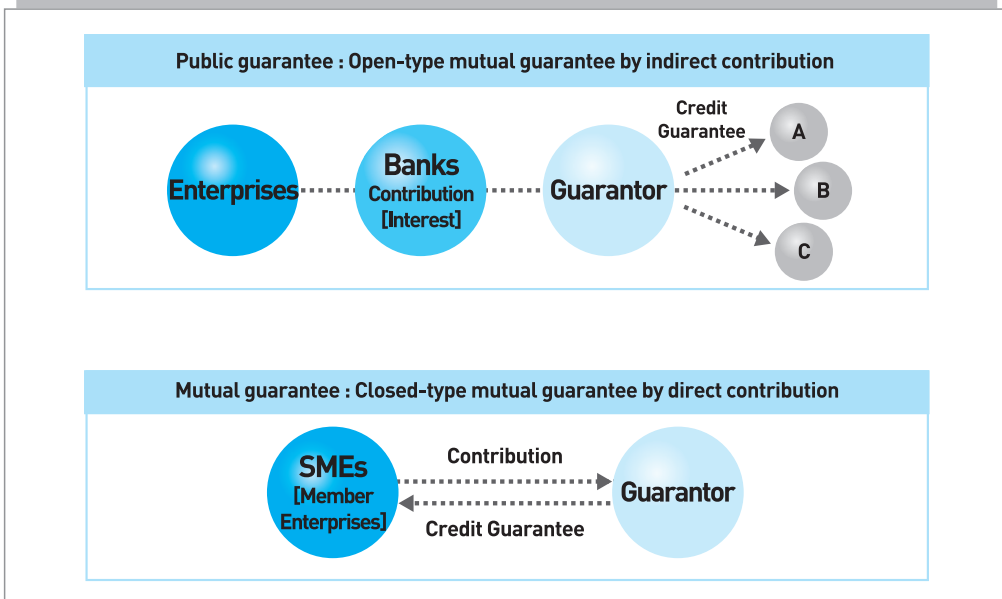 Public guarantee : Open-type mutual guarantee by indirect contribution
Credit
Guarantee
A
Enterprises
Banks
Contribution
[Interest]
Guarantor
B
C
Mutual guarantee : Closed-type mutual guarantee by direct contribution
SMEs
[Member
Enterprises]
Contribution
Credit Guarantee
Guarantor